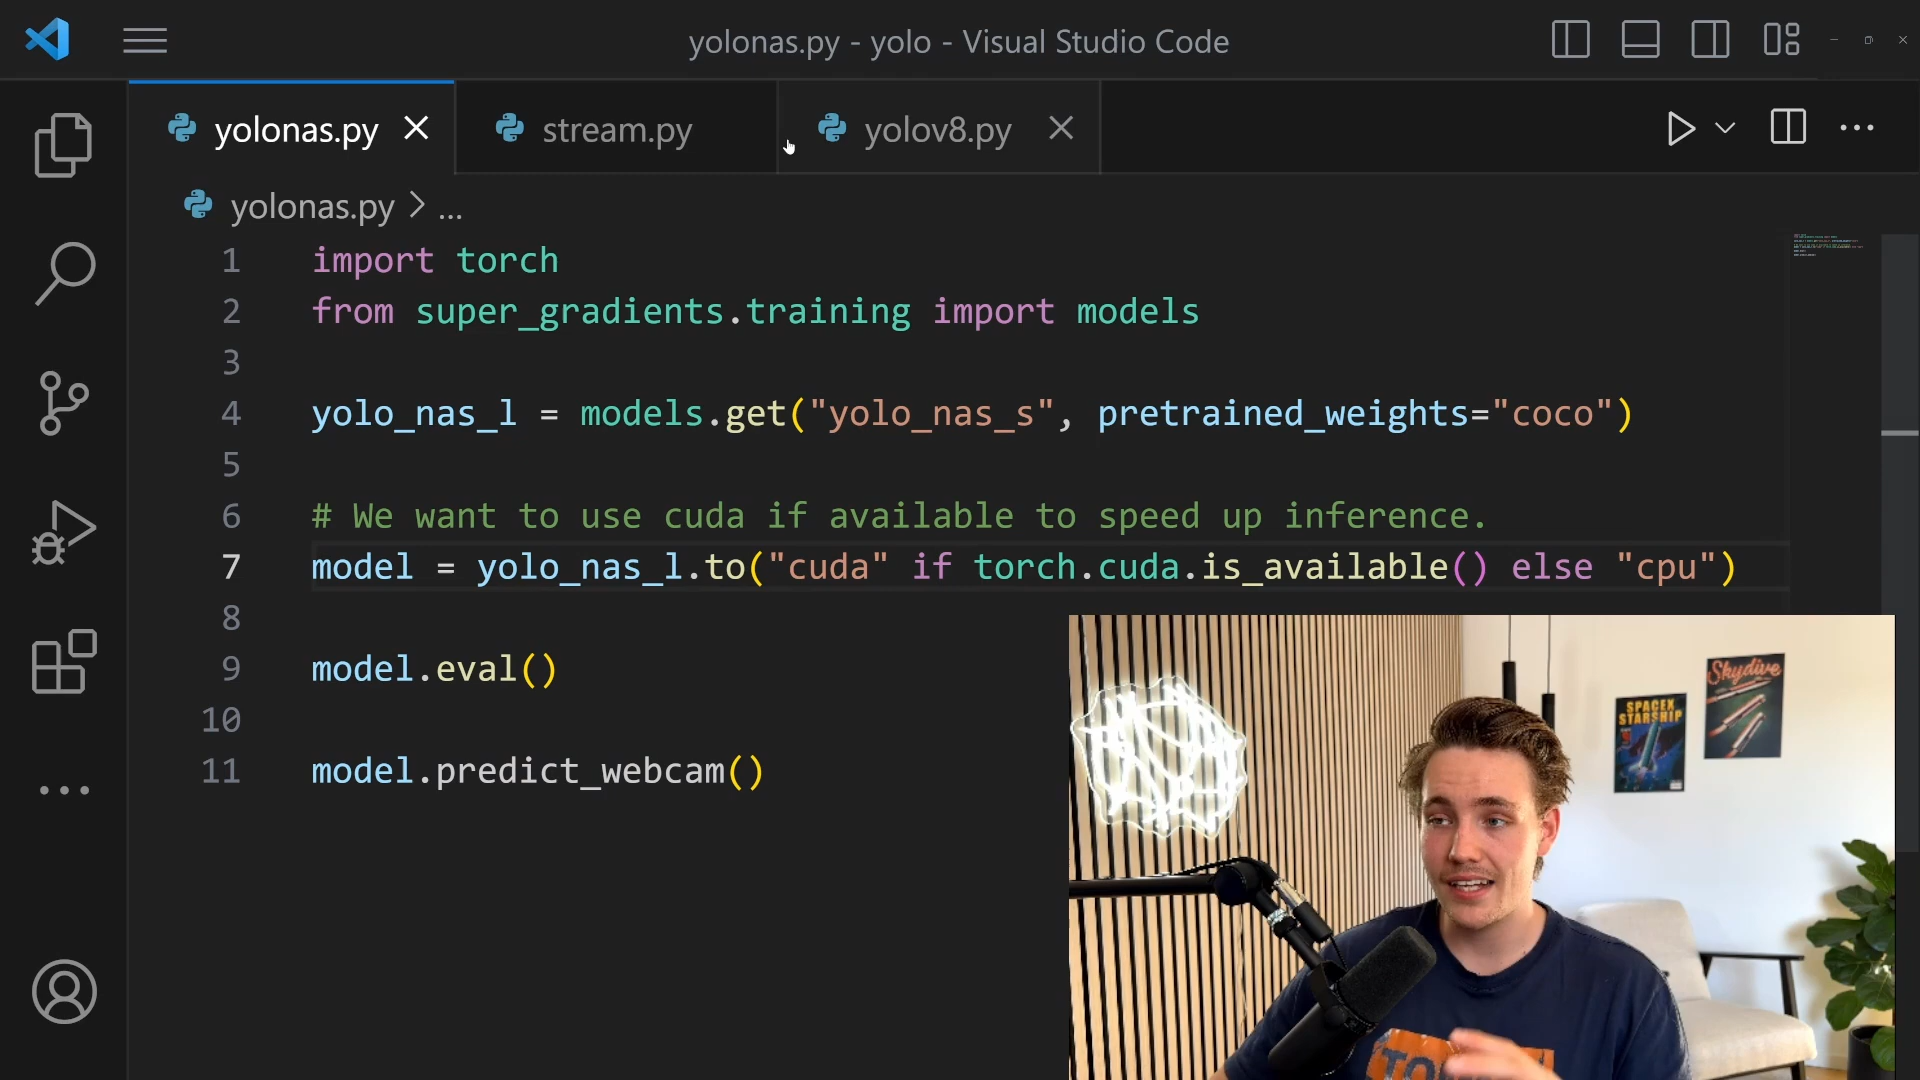 yolonas.py - yolo - Visual Studio Code
yolonas.py
stream.py
yolov8.py
yolonas.py > ...
1 import torch
2 from super_gradients.training import models
3
4 yolo_nas_l = models.get("yolo_nas_s", pretrained_weights="coco")
5
6 # We want to use cuda if available to speed up inference.
7 model = yolo_nas_l.to("cuda" if torch.cuda.is_available() else "cpu")
8
9 model.eval()
10
11 model.predict_webcam()
SPACEX
STARSHIP
Skydive